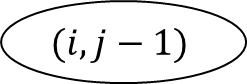 (i, j − 1)